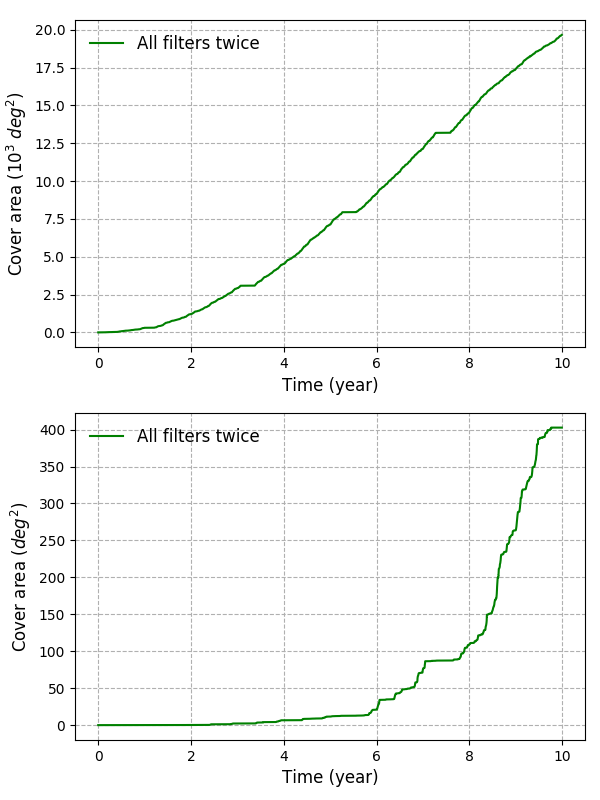 20.0
All filters twice
17.5
15.0
12.5
10.0
7.5
5.0
2.5
0.0
Cover area (10³ deg²)
0 2 4 6 8 10
Time (year)
400
All filters twice
350
300
250
200
150
100
50
0
Cover area (deg²)
0 2 4 6 8 10
Time (year)